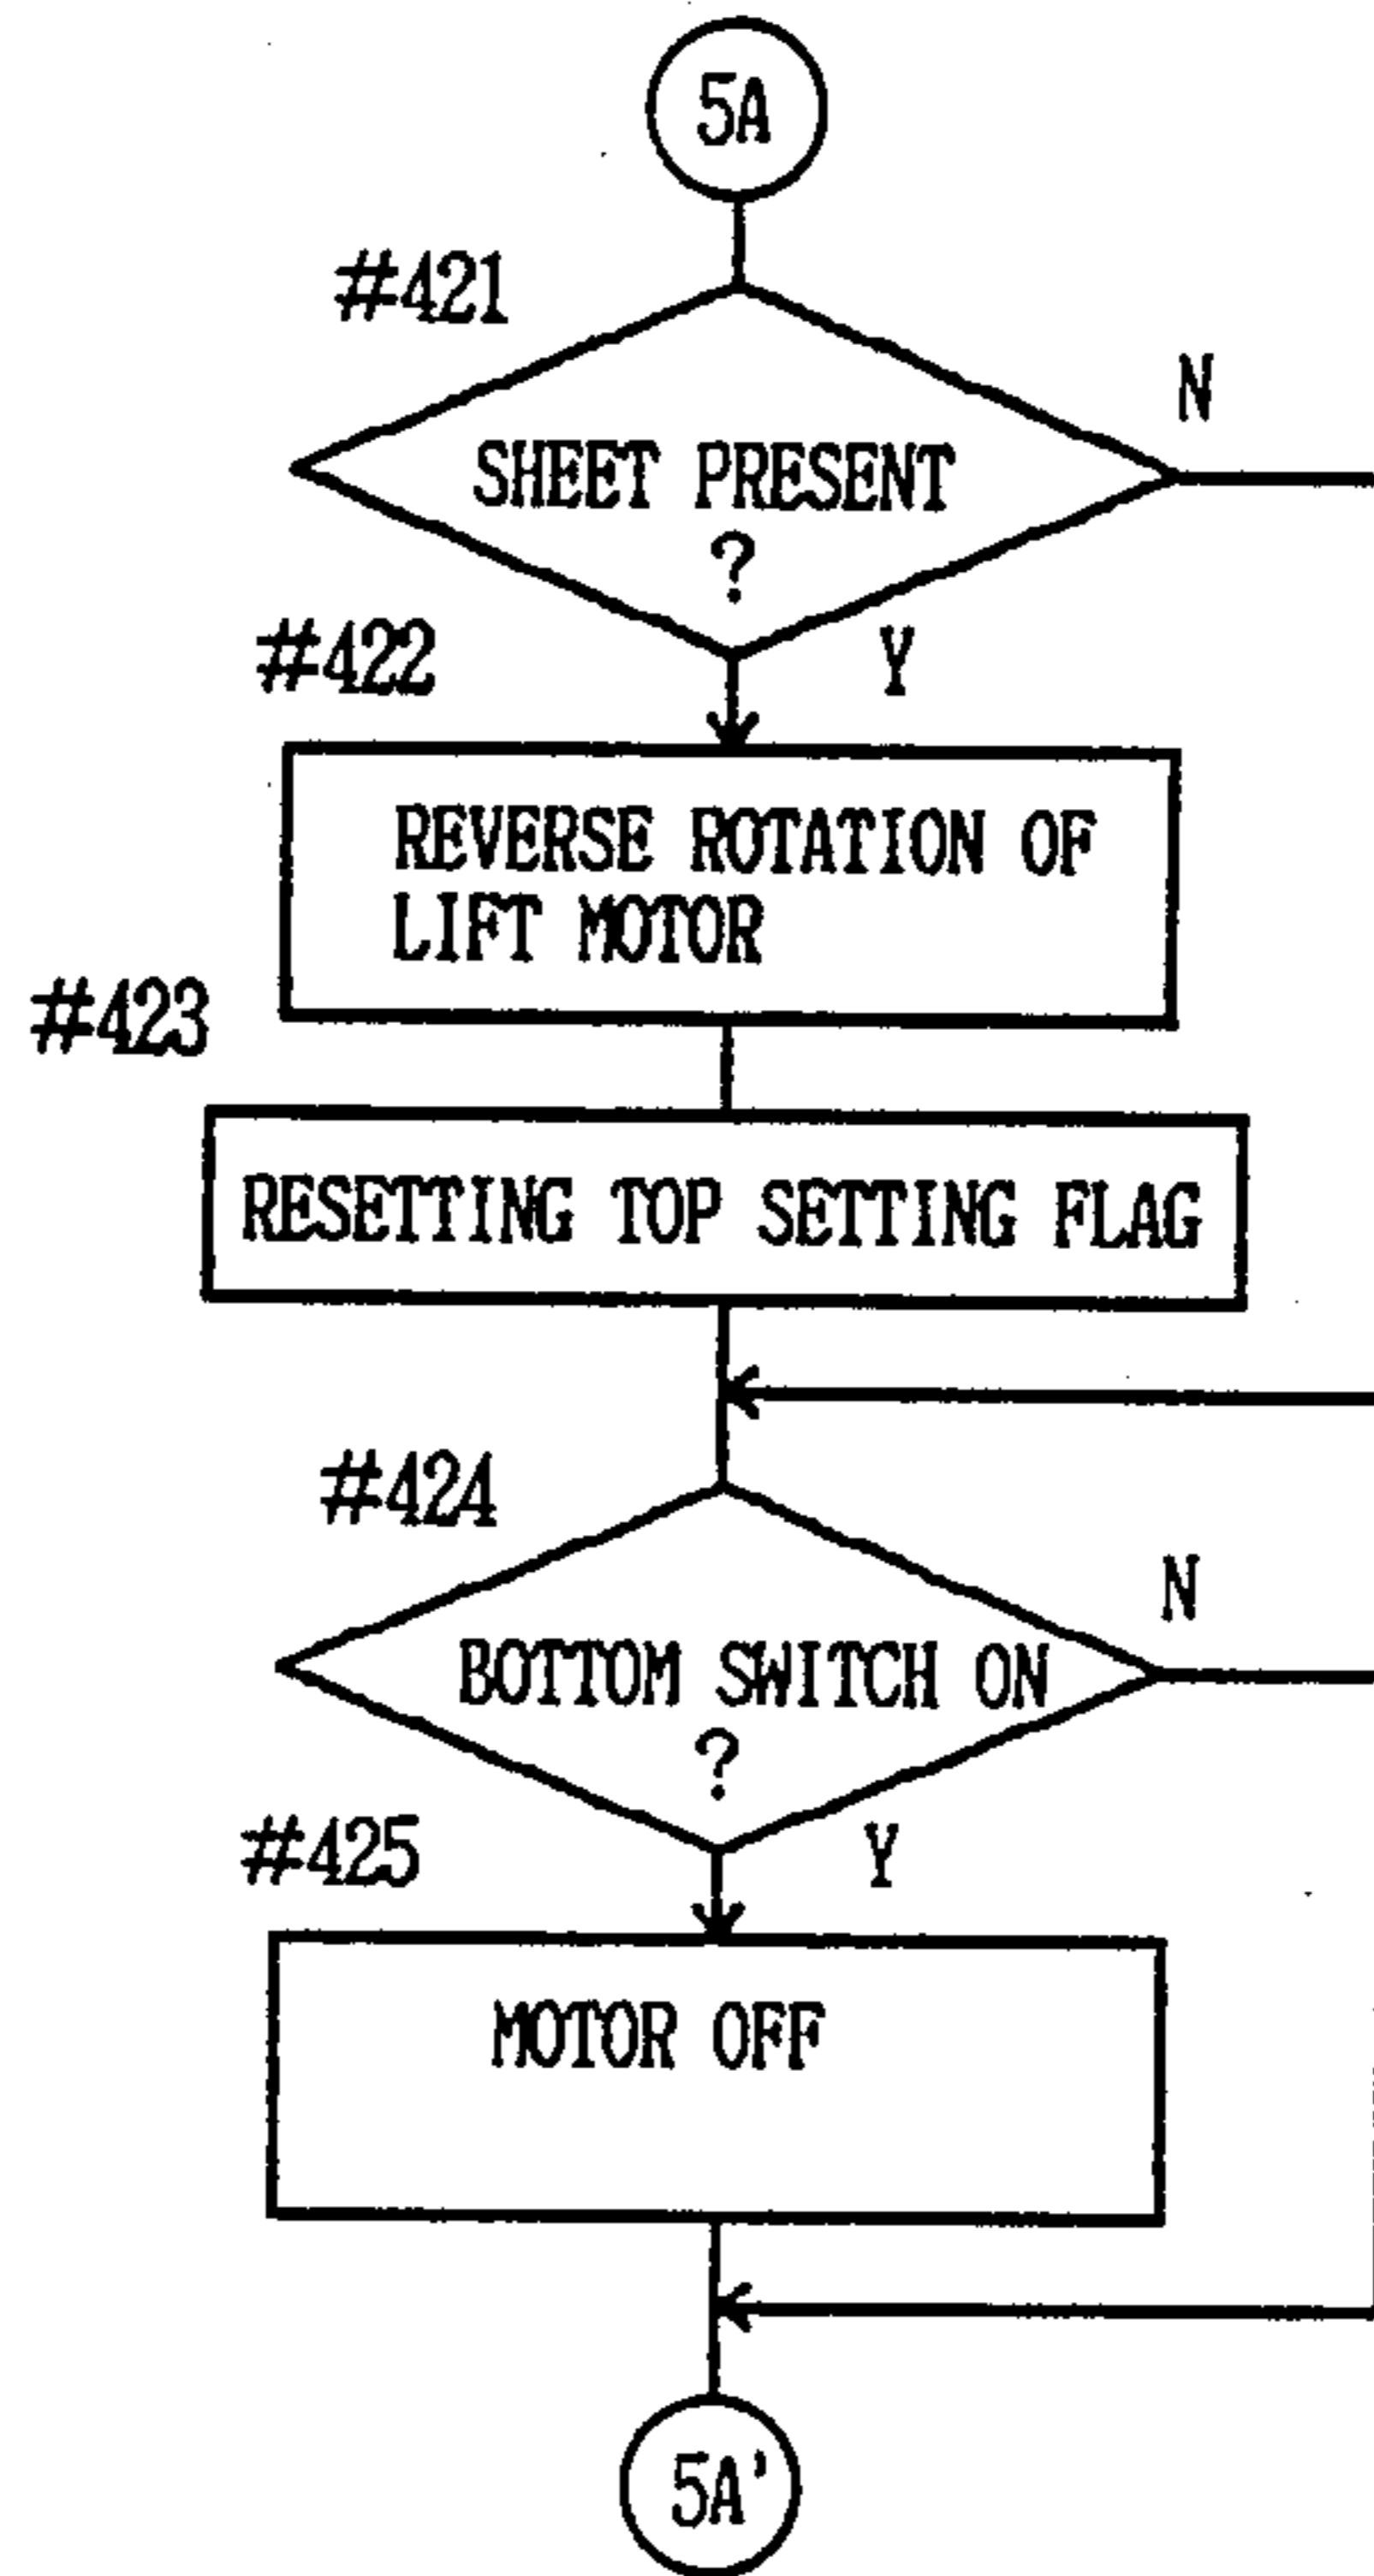 5A
#421
N
SHEET PRESENT
?
#422
Y
REVERSE ROTATION OF
LIFT MOTOR
#423
RESETTING TOP SETTING FLAG
#424
N
BOTTOM SWITCH ON
?
#425
Y
MOTOR OFF
5A'